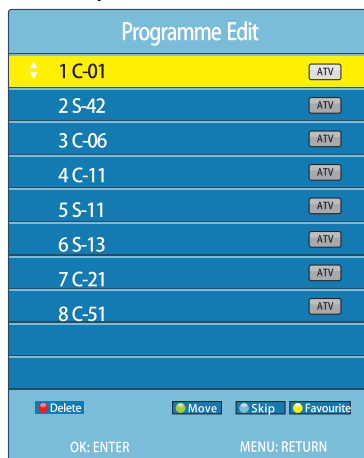 Programme Edit
1 C-01 ATV
2 S-42 ATV
3 C-06 ATV
4 C-11 ATV
5 S-11 ATV
6 S-13 ATV
7 C-21 ATV
8 C-51 ATV
Delete Move Skip Favourite
OK: ENTER MENU: RETURN